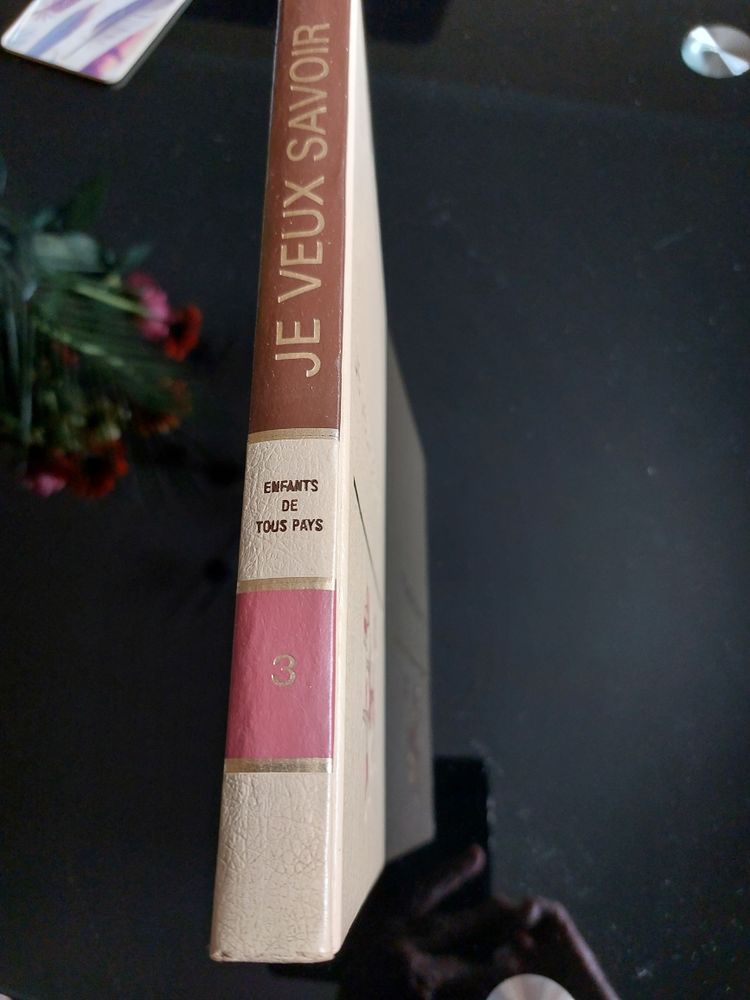 JE VEUX SAVOIR
ENFANTS
DE
TOUS PAYS
3